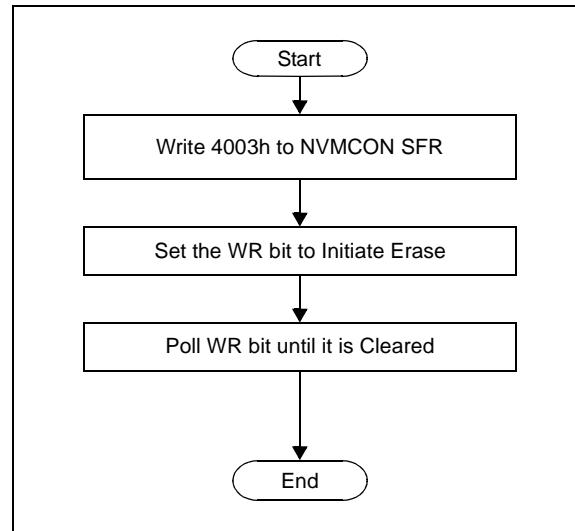 Start
Write 4003h to NVMCON SFR
Set the WR bit to Initiate Erase
Poll WR bit until it is Cleared
End